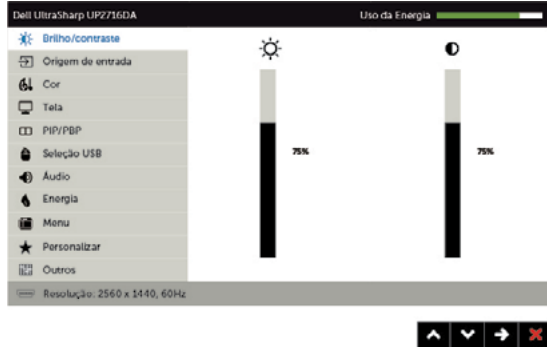 Dell UltraSharp UP2716DA Uso da Energia
Brilho/contraste
Origem de entrada
Cor
Tela
PIP/PBP
Seleção USB
Áudio
Energia
Menu
Personalizar
Outros
75% 75%
Resolução: 2560 x 1440, 60Hz